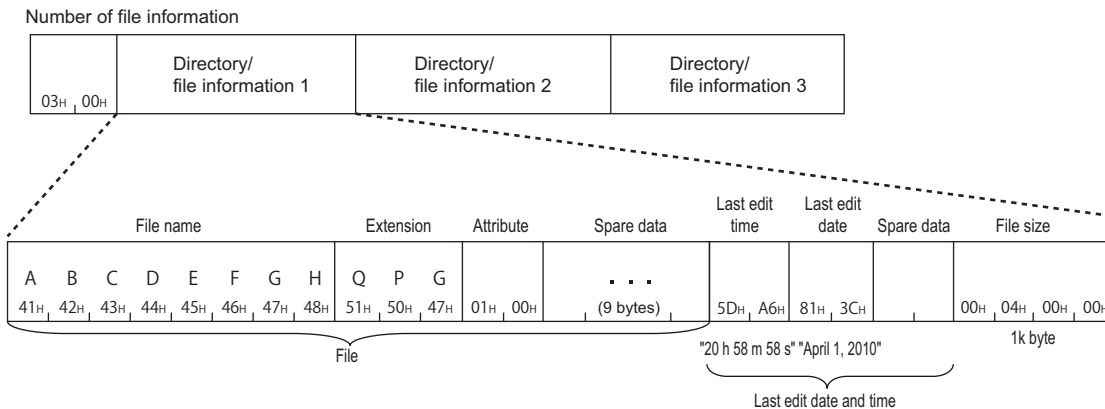 Number of file information
Directory/ Directory/ Directory/
file information 1 file information 2 file information 3
03H 00H
Last edit Last edit
File name Extension Attribute Spare data time date Spare data File size
A B C D E F G H Q P G ...
41H 42H 43H 44H 45H 46H 47H 48H 51H 50H 47H 01H 00H (9 bytes) 5DH A6H 81H 3CH 00H 04H 00H 00H
File "20 h 58 m 58 s" "April 1, 2010" 1k byte
Last edit date and time